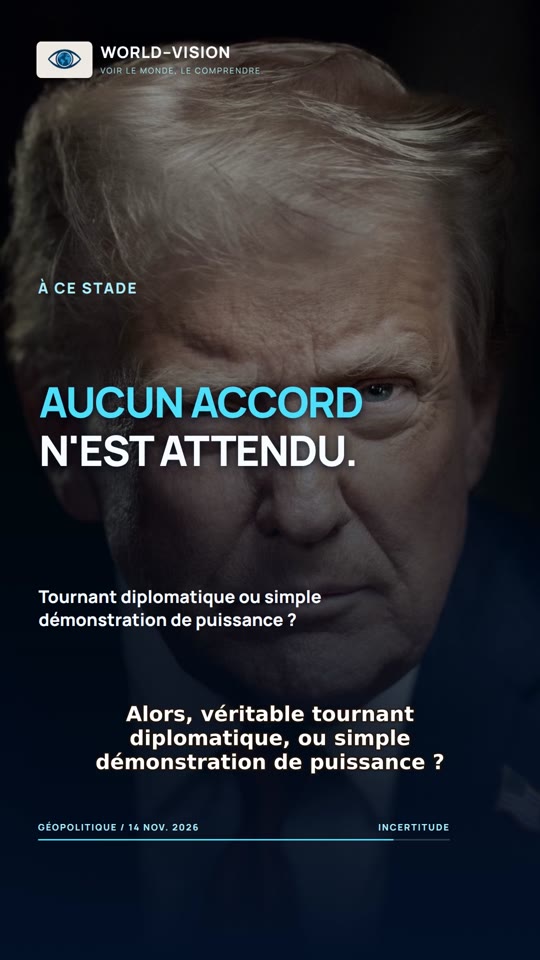 WORLD-VISION
VOIR LE MONDE. LE COMPRENDRE.
À CE STADE
AUCUN ACCORD
N'EST ATTENDU.
Tournant diplomatique ou simple
démonstration de puissance ?
Alors, véritable tournant
diplomatique, ou simple
démonstration de puissance ?
GÉOPOLITIQUE / 14 NOV. 2026
INCERTITUDE